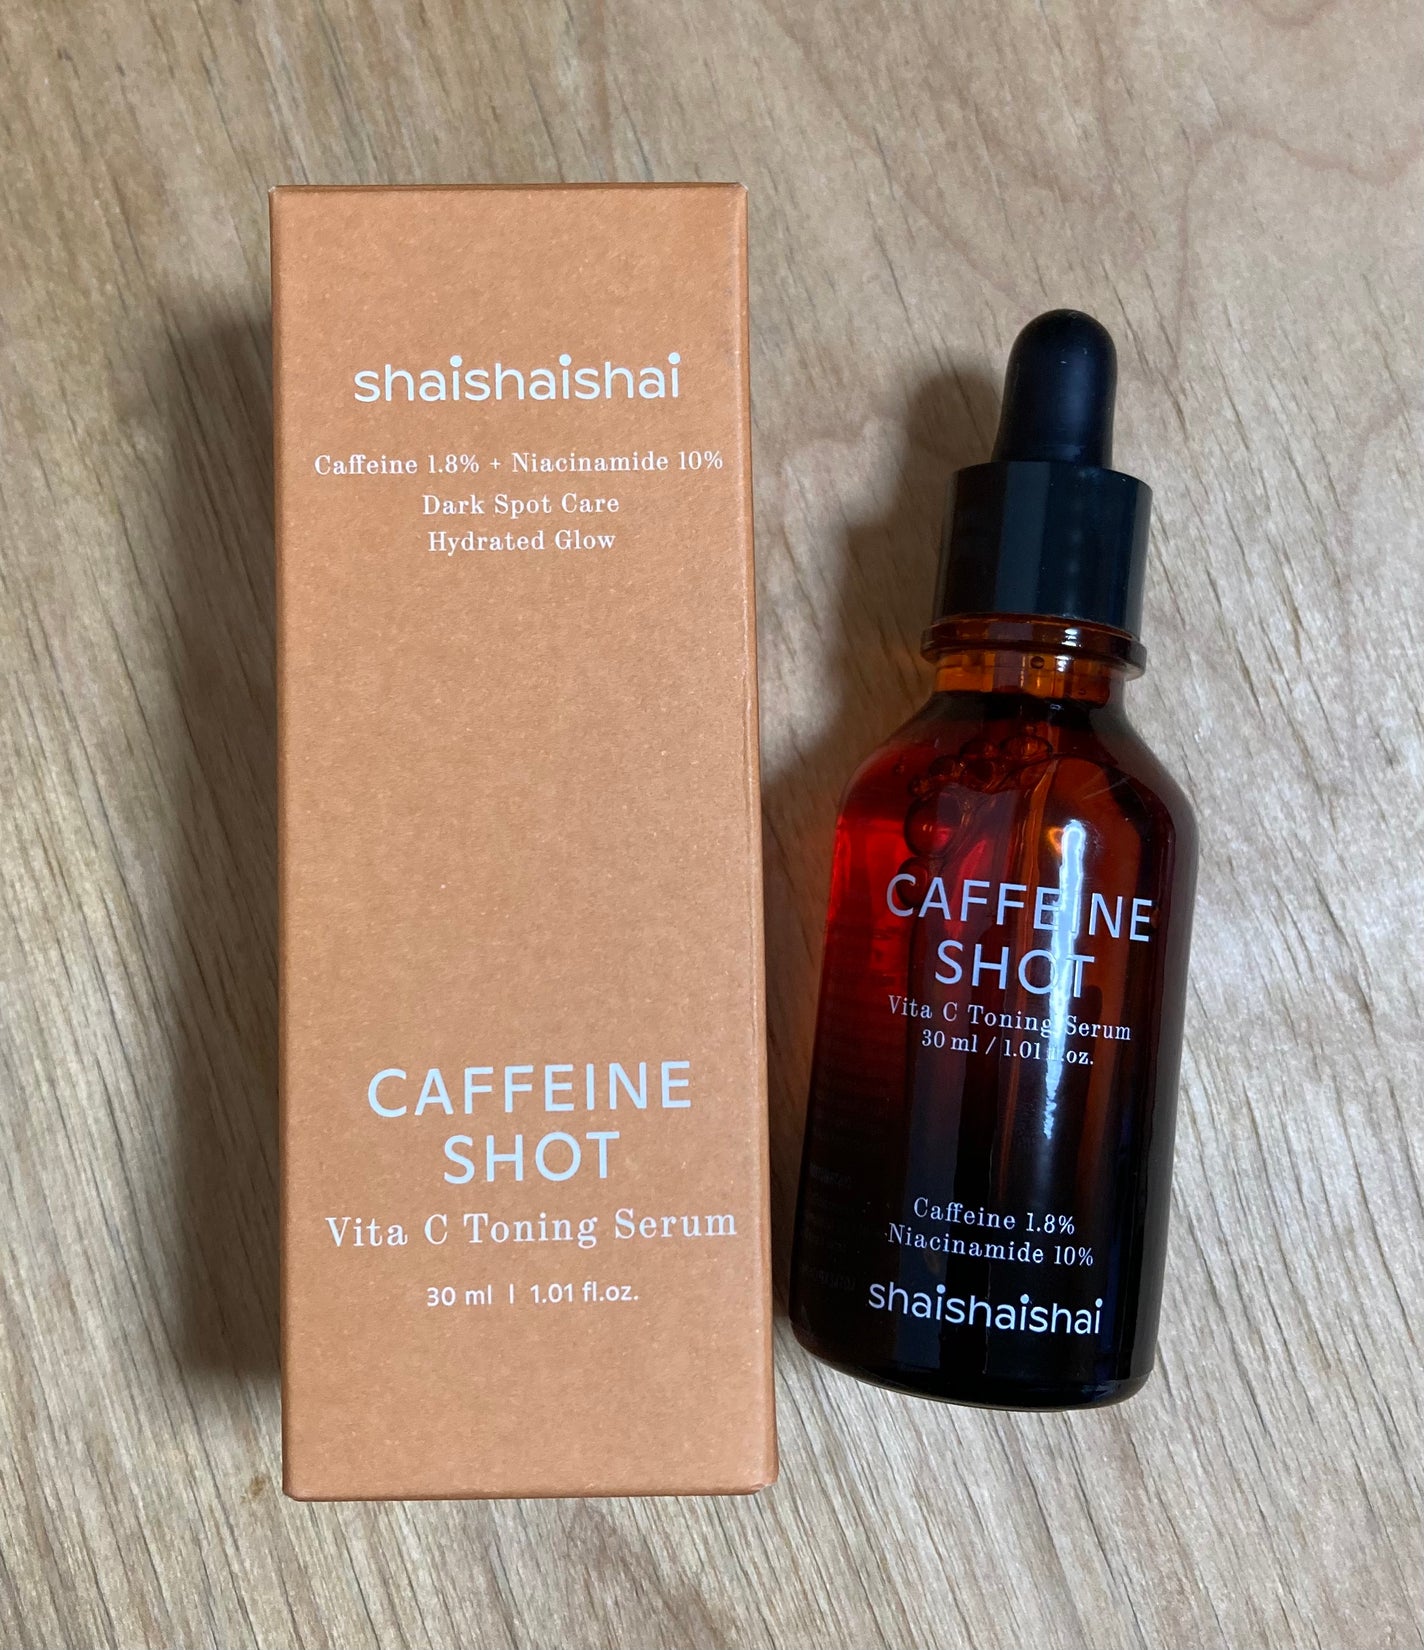 shaishaishai
Caffeine 1.8% + Niacinamide 10%
Dark Spot Care
Hydrated Glow
CAFFEINE
SHOT
Vita C Toning Serum
30 ml | 1.01 fl.oz.
CAFFEINE
SHOT
Vita C Toning Serum
30 ml / 1.01 fl.oz.
Caffeine 1.8%
Niacinamide 10%
shaishaishai